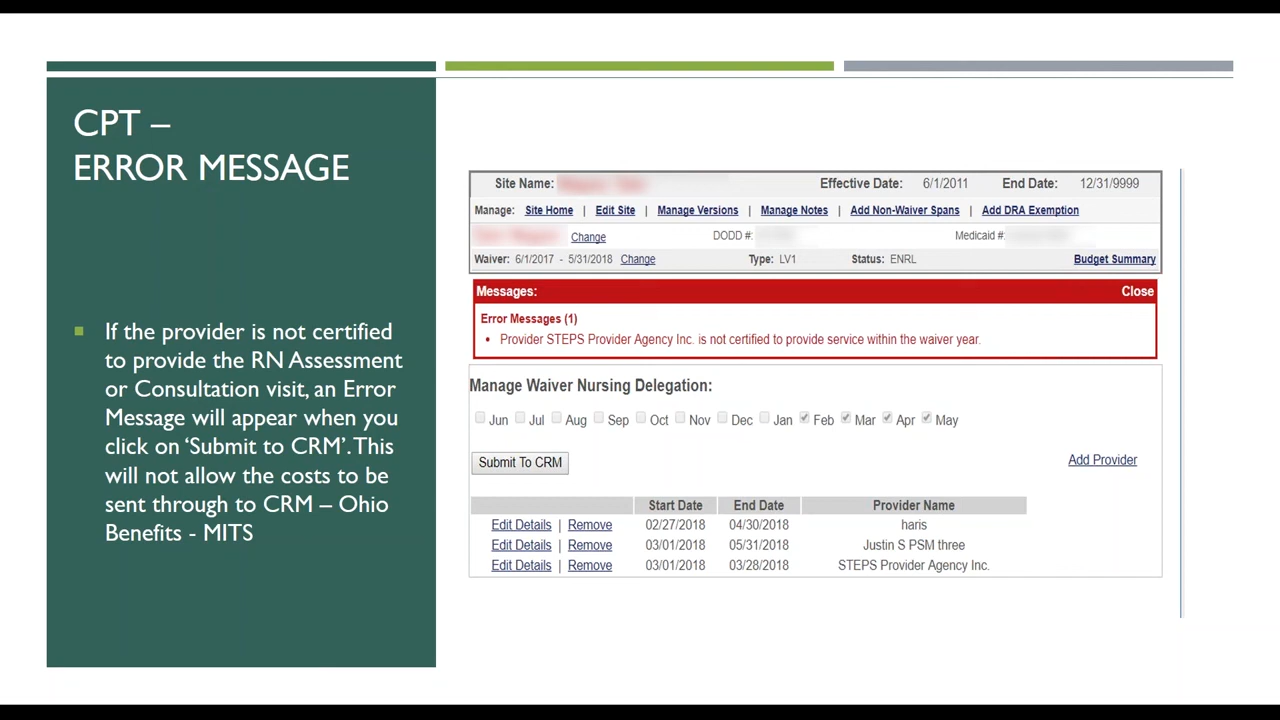 CPT –
ERROR MESSAGE
If the provider is not certified
to provide the RN Assessment
or Consultation visit, an Error
Message will appear when you
click on ‘Submit to CRM’. This
will not allow the costs to be
sent through to CRM – Ohio
Benefits - MITS
Site Name: Effective Date: 6/1/2011 End Date: 12/31/9999
Manage: Site Home | Edit Site | Manage Versions | Manage Notes | Add Non-Waiver Spans | Add DRA Exemption
Change DODD #: Medicaid #:
Waiver: 6/1/2017 - 5/31/2018 Change Type: LV1 Status: ENRL Budget Summary
Messages: Close
Error Messages (1)
• Provider STEPS Provider Agency Inc. is not certified to provide service within the waiver year.
Manage Waiver Nursing Delegation:
Jun Jul Aug Sep Oct Nov Dec Jan Feb Mar Apr May
Submit To CRM Add Provider
Start Date End Date Provider Name
Edit Details | Remove 02/27/2018 04/30/2018 haris
Edit Details | Remove 03/01/2018 05/31/2018 Justin S PSM three
Edit Details | Remove 03/01/2018 03/28/2018 STEPS Provider Agency Inc.